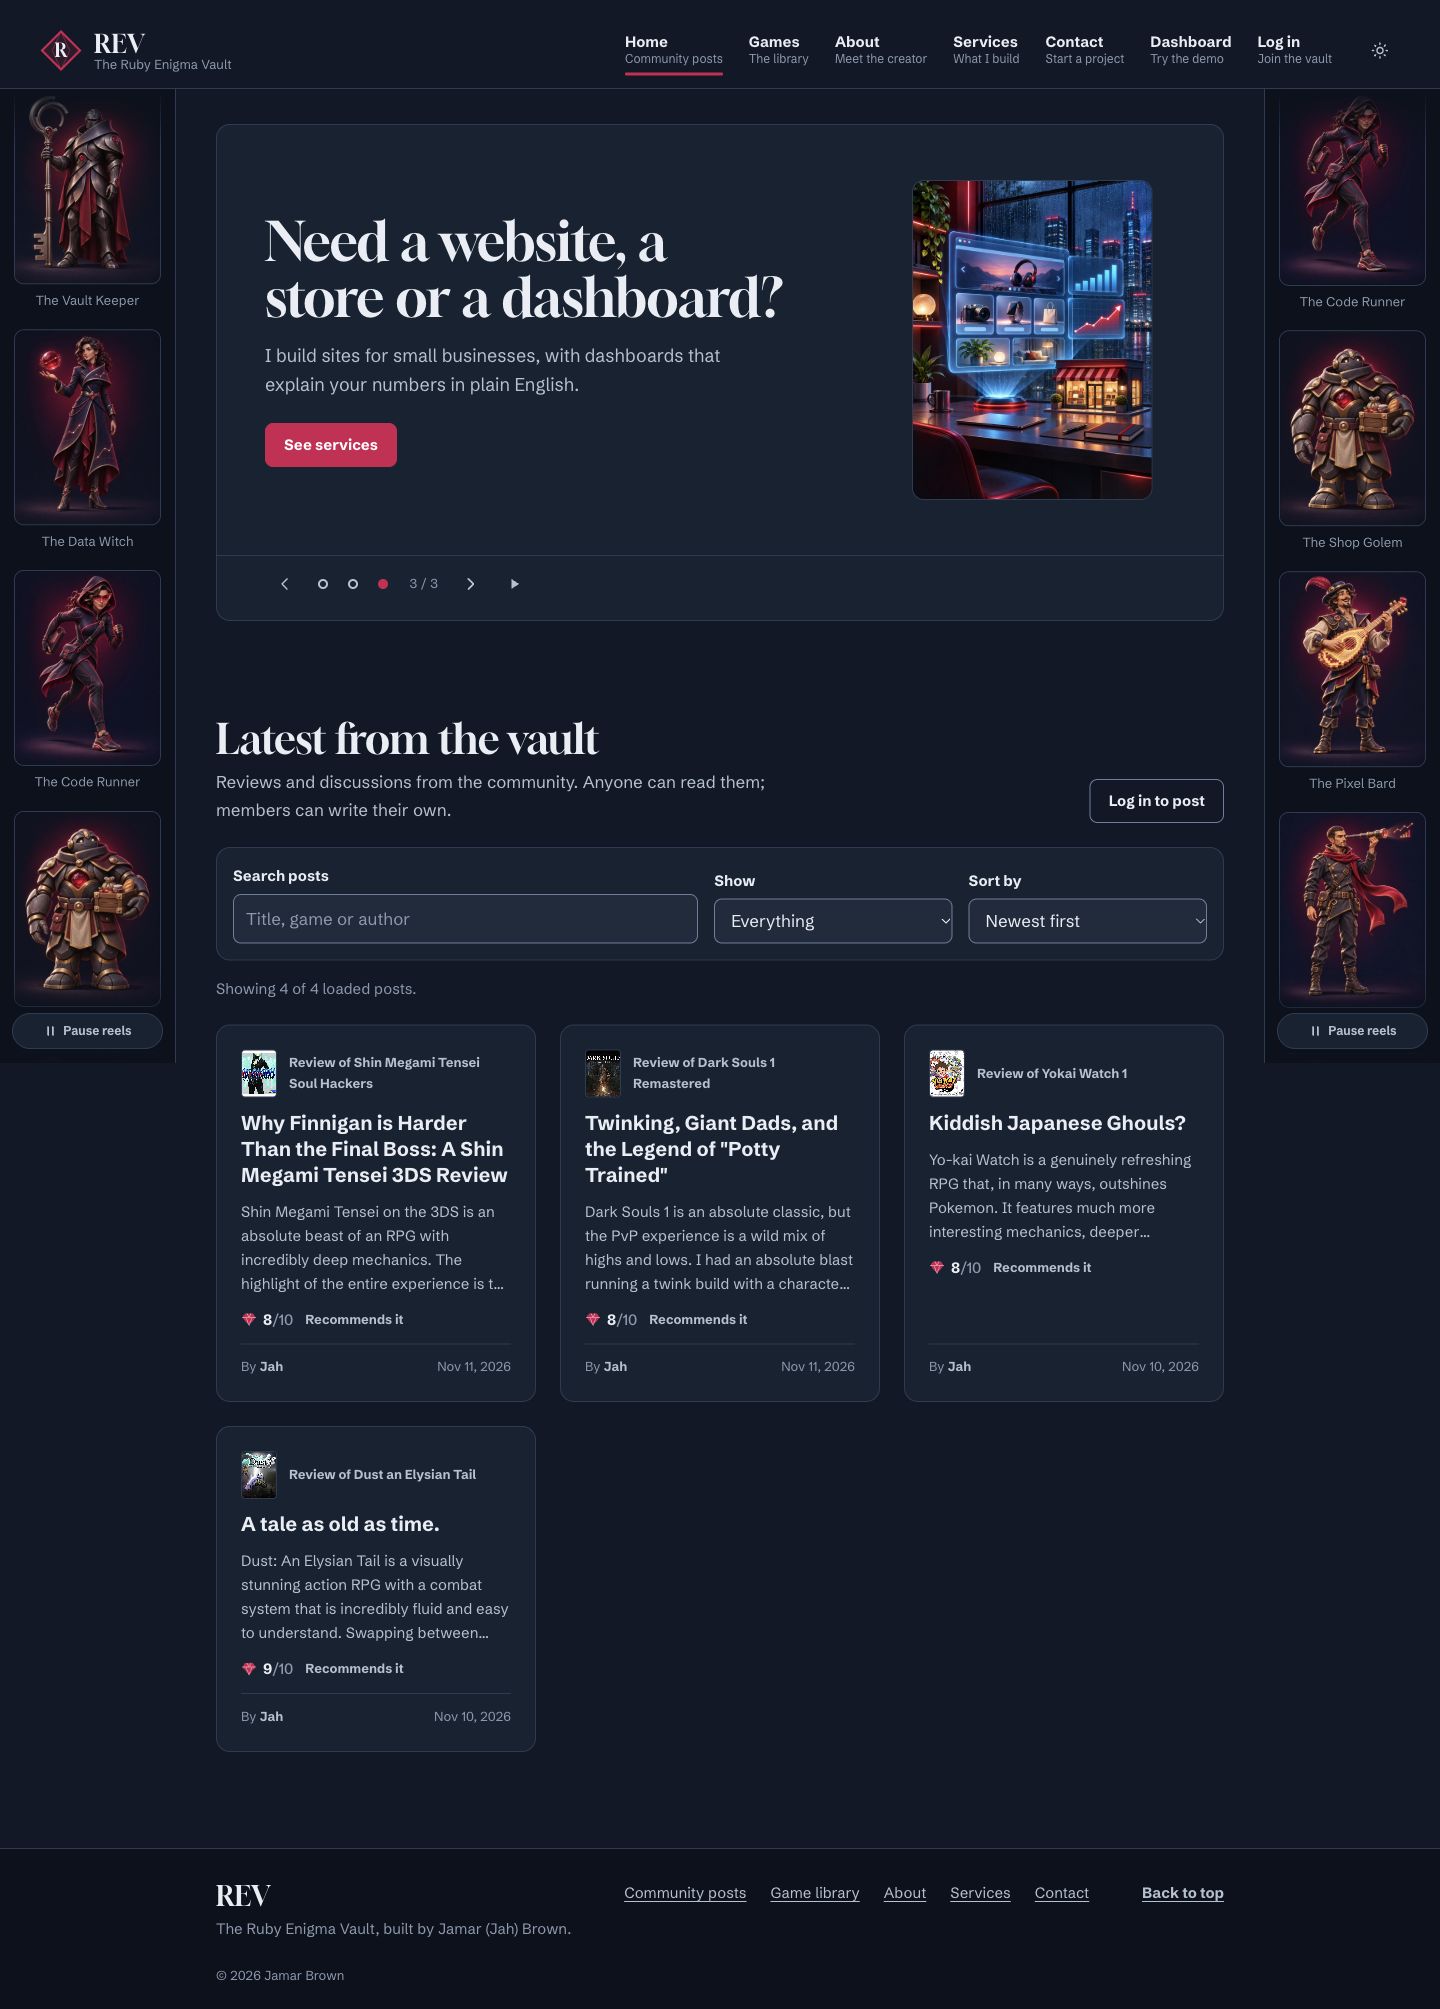 R
REV
The Ruby Enigma Vault
Home
Community posts
Games
The library
About
Meet the creator
Services
What I build
Contact
Start a project
Dashboard
Try the demo
Log in
Join the vault
The Vault Keeper
The Data Witch
The Code Runner
Pause reels
Need a website, a
store or a dashboard?
I build sites for small businesses, with dashboards that
explain your numbers in plain English.
See services
3 / 3
The Code Runner
The Shop Golem
The Pixel Bard
Pause reels
Latest from the vault
Reviews and discussions from the community. Anyone can read them;
members can write their own.
Log in to post
Search posts
Title, game or author
Show
Everything
Sort by
Newest first
Showing 4 of 4 loaded posts.
Review of Shin Megami Tensei
Soul Hackers
Why Finnigan is Harder
Than the Final Boss: A Shin
Megami Tensei 3DS Review
Shin Megami Tensei on the 3DS is an
absolute beast of an RPG with
incredibly deep mechanics. The
highlight of the entire experience is t...
8/10 Recommends it
By Jah
Nov 11, 2026
DARK SOULS
Review of Dark Souls 1
Remastered
Twinking, Giant Dads, and
the Legend of "Potty
Trained"
Dark Souls 1 is an absolute classic, but
the PvP experience is a wild mix of
highs and lows. I had an absolute blast
running a twink build with a characte...
8/10 Recommends it
By Jah
Nov 11, 2026
Review of Yokai Watch 1
Kiddish Japanese Ghouls?
Yo-kai Watch is a genuinely refreshing
RPG that, in many ways, outshines
Pokemon. It features much more
interesting mechanics, deeper...
8/10 Recommends it
By Jah
Nov 10, 2026
Review of Dust an Elysian Tail
A tale as old as time.
Dust: An Elysian Tail is a visually
stunning action RPG with a combat
system that is incredibly fluid and easy
to understand. Swapping between...
9/10 Recommends it
By Jah
Nov 10, 2026
REV
The Ruby Enigma Vault, built by Jamar (Jah) Brown.
© 2026 Jamar Brown
Community posts
Game library
About
Services
Contact
Back to top